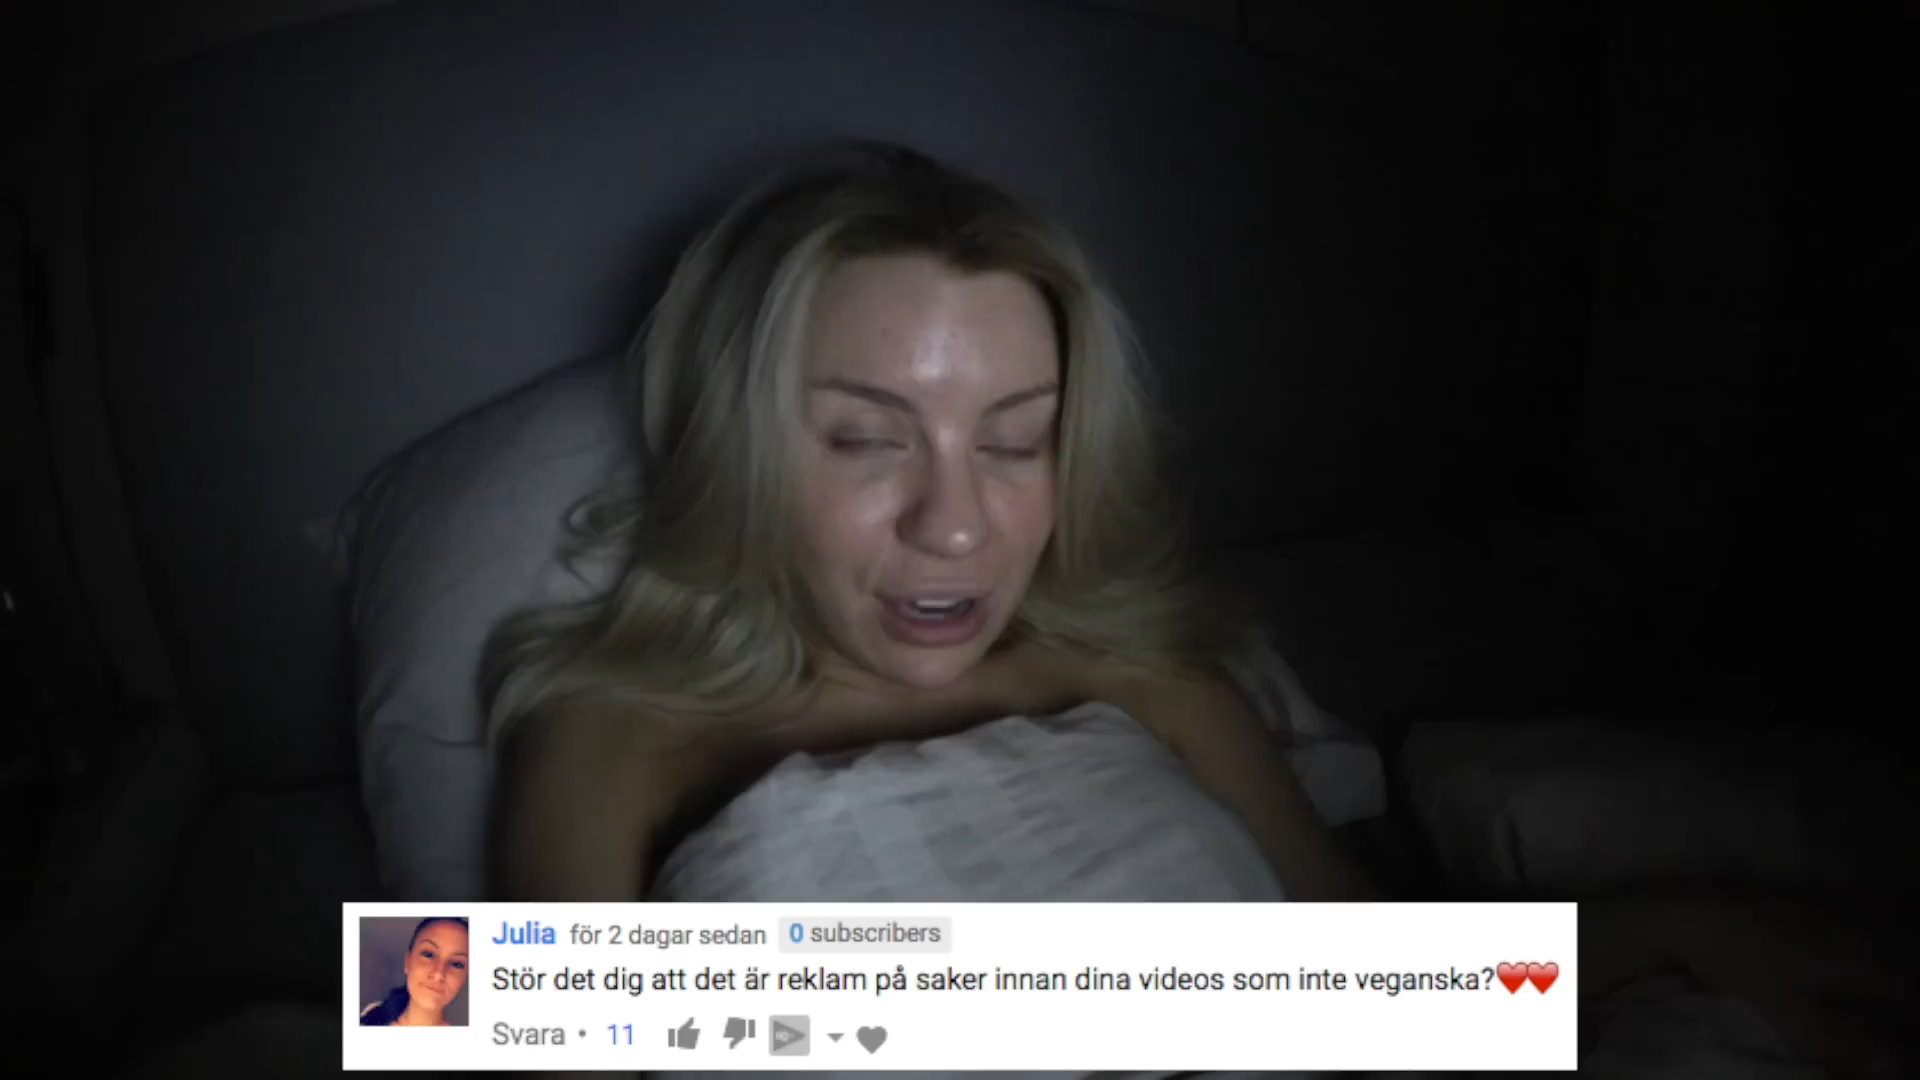 Julia för 2 dagar sedan 0 subscribers
Stör det dig att det är reklam på saker innan dina videos som inte veganska?❤️❤️
Svara • 11